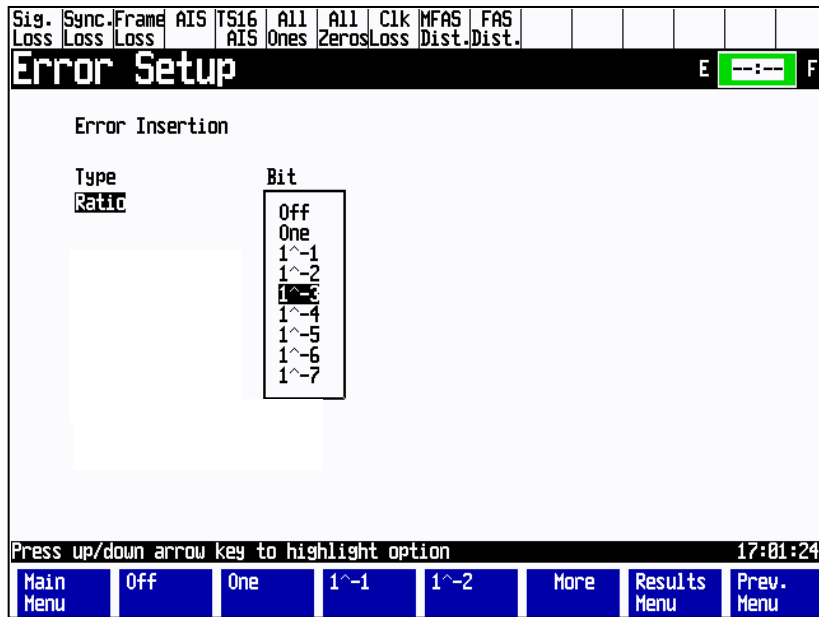 Sig. Sync. Frame AIS TS16 All All Clk MFAS FAS
Loss Loss Loss AIS Ones Zeros Loss Dist. Dist.
Error Setup E --:-- F
Error Insertion
Type Bit
Ratio
Off
One
1^-1
1^-2
1^-3
1^-4
1^-5
1^-6
1^-7
Press up/down arrow key to highlight option 17:01:24
Main Off One 1^-1 1^-2 More Results Prev.
Menu Menu Menu